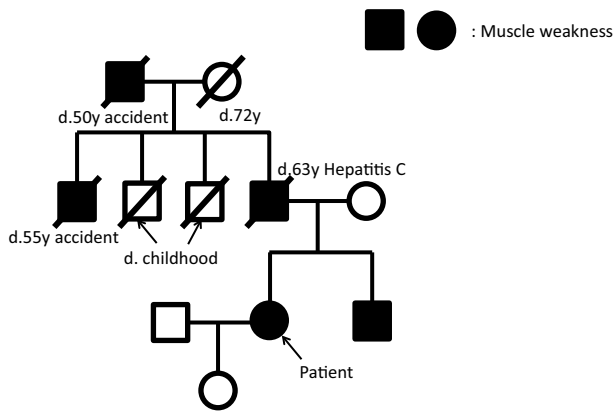 : Muscle weakness
d.50y accident
d.72y
d.63y Hepatitis C
d.55y accident
d. childhood
Patient